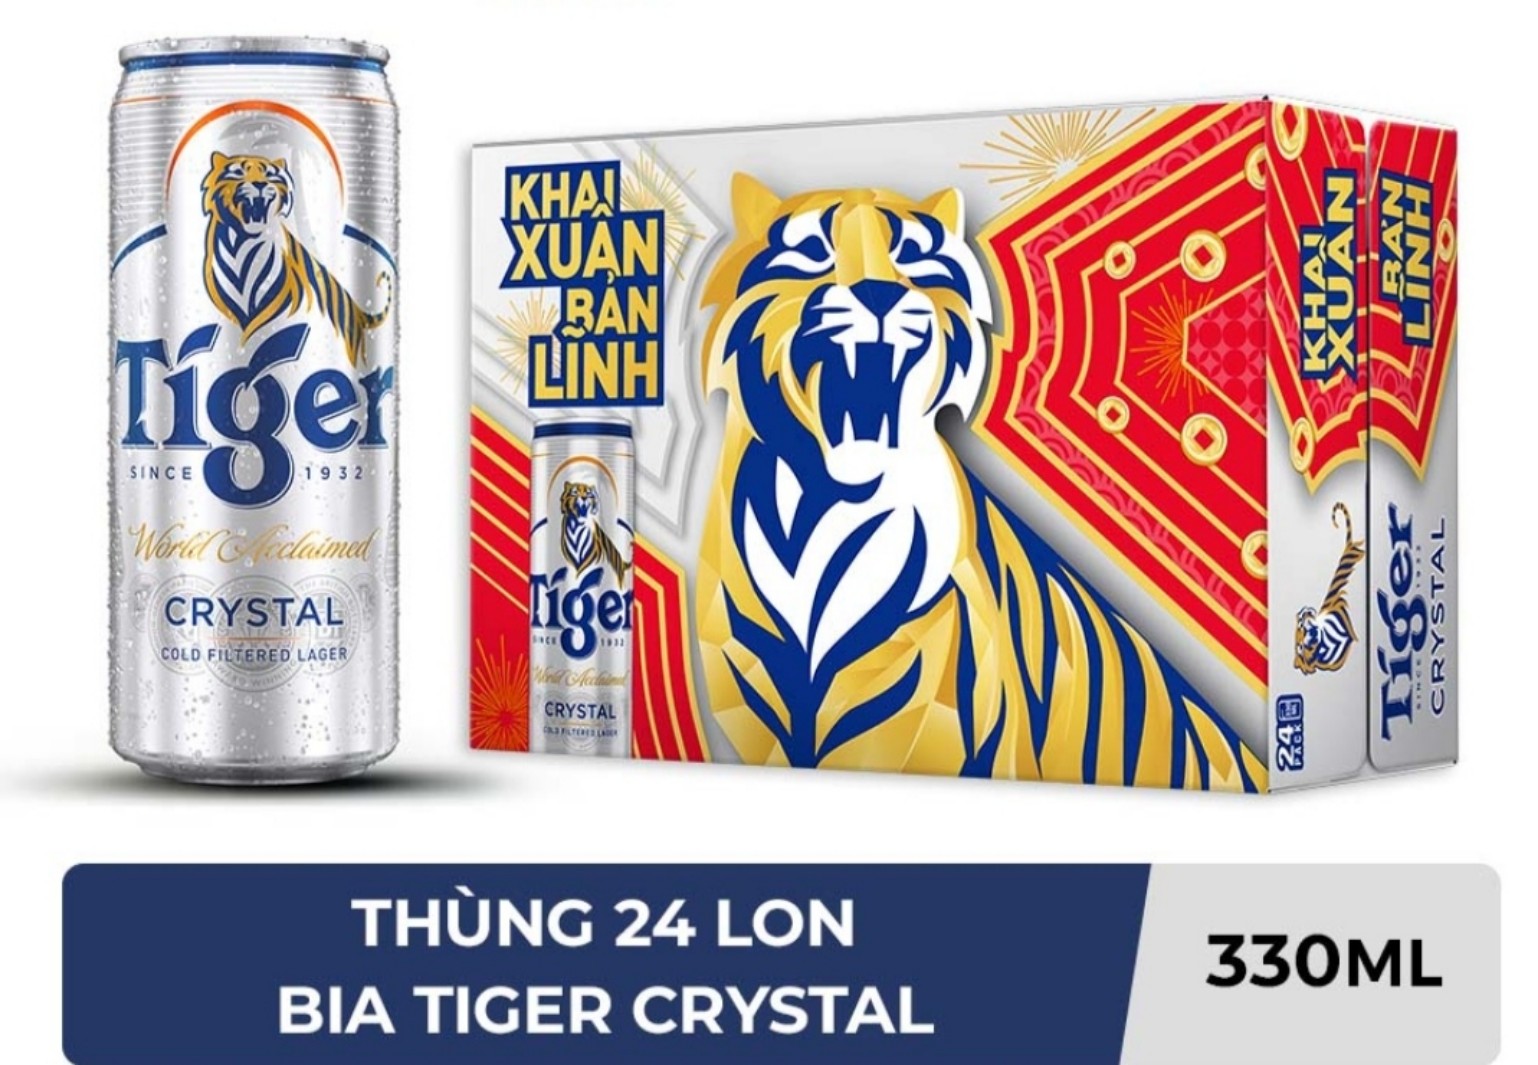 Tiger
SINCE 1932
World Acclaimed
CRYSTAL
COLD FILTERED LAGER
KHAI
XUÂN
BẢN
LĨNH
Tiger
SINCE 1932
World Acclaimed
CRYSTAL
COLD FILTERED LAGER
KHAI
XUÂN
BẢN
LĨNH
24
PACK
Tiger
SINCE 1932
CRYSTAL
THÙNG 24 LON
BIA TIGER CRYSTAL
330ML